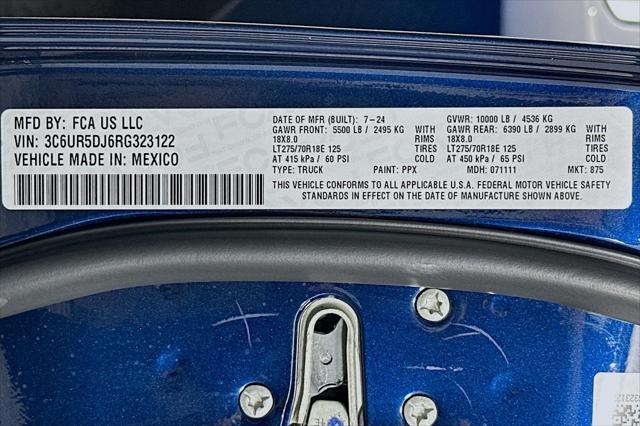 MFD BY: FCA US LLC
VIN: 3C6UR5DJ6RG323122
VEHICLE MADE IN: MEXICO
DATE OF MFR (BUILT): 7-24 GVWR: 10000 LB / 4536 KG
GAWR FRONT: 5500 LB / 2495 KG WITH GAWR REAR: 6390 LB / 2899 KG WITH
18X8.0 RIMS 18X8.0 RIMS
LT275/70R18E 125 TIRES LT275/70R18E 125 TIRES
AT 415 kPa / 60 PSI COLD AT 450 kPa / 65 PSI COLD
TYPE: TRUCK PAINT: PPX MDH: 071111 MKT: 875
THIS VEHICLE CONFORMS TO ALL APPLICABLE U.S.A. FEDERAL MOTOR VEHICLE SAFETY
STANDARDS IN EFFECT ON THE DATE OF MANUFACTURE SHOWN ABOVE.